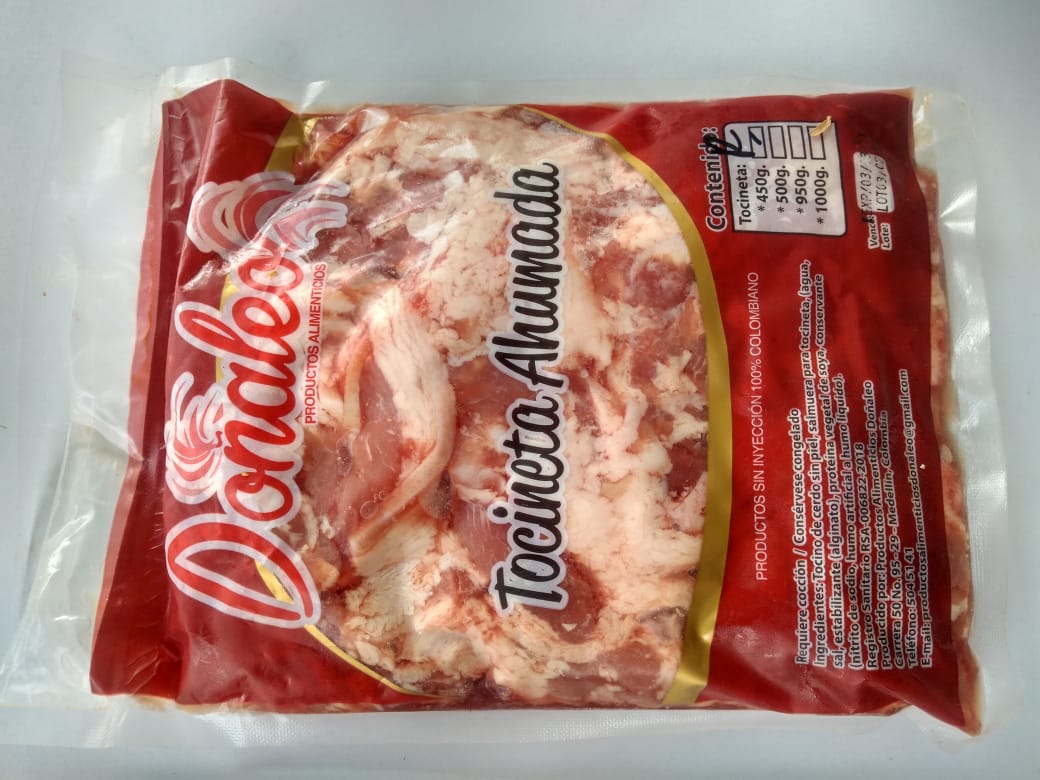 Doñaleo
PRODUCTOS ALIMENTICIOS
Tocineta Ahumada
PRODUCTOS SIN INYECCIÓN 100% COLOMBIANO
Contenido:
Tocineta:
* 450g.
* 500g.
* 950g.
* 1000g.
Requiere cocción / Consérvese congelado
Ingredientes: Tocino de cerdo sin piel, salmuera para tocineta, (agua,
sal, estabilizante (alginato), proteína vegetal de soya, conservante
(nitrito de sodio, humo artificial a humo líquido).
Registro Sanitario RSA-006822-2018
Producido por: Productos Alimenticios Doñaleo
Carrera 50 No. 95 - 29 - Medellín, Colombia
Teléfono: 504 51 41
E-mail: productosalimenticiosdonaleo@gmail.com
Vence: EXP/03/
Lote: LOT03/